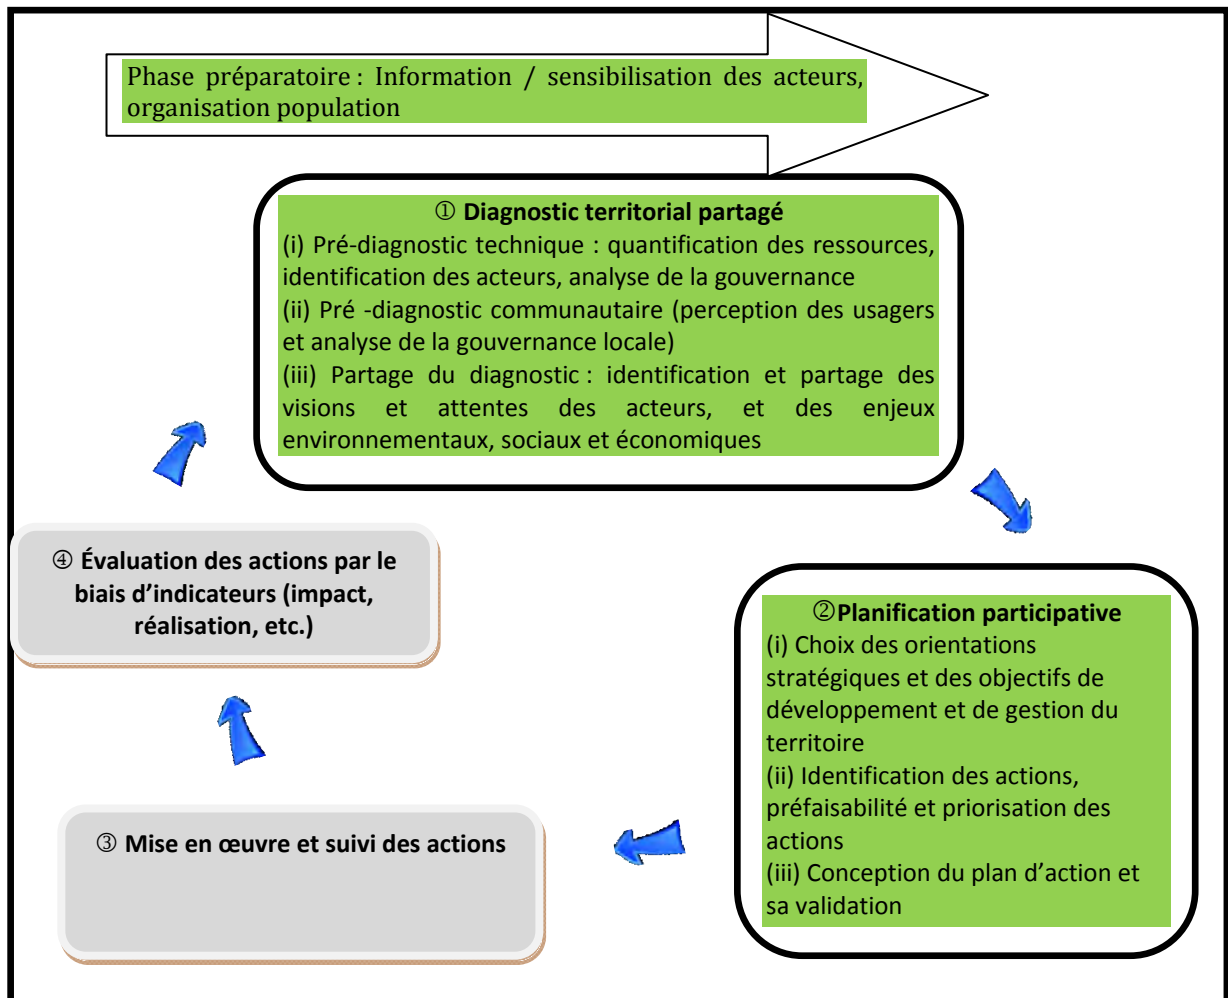 Phase préparatoire : Information / sensibilisation des acteurs,
organisation population
① Diagnostic territorial partagé
(i) Pré-diagnostic technique : quantification des ressources,
identification des acteurs, analyse de la gouvernance
(ii) Pré -diagnostic communautaire (perception des usagers
et analyse de la gouvernance locale)
(iii) Partage du diagnostic : identification et partage des
visions et attentes des acteurs, et des enjeux
environnementaux, sociaux et économiques
②Planification participative
(i) Choix des orientations
stratégiques et des objectifs de
développement et de gestion du
territoire
(ii) Identification des actions,
préfaisabilité et priorisation des
actions
(iii) Conception du plan d’action et
sa validation
③ Mise en œuvre et suivi des actions
④ Évaluation des actions par le
biais d’indicateurs (impact,
réalisation, etc.)